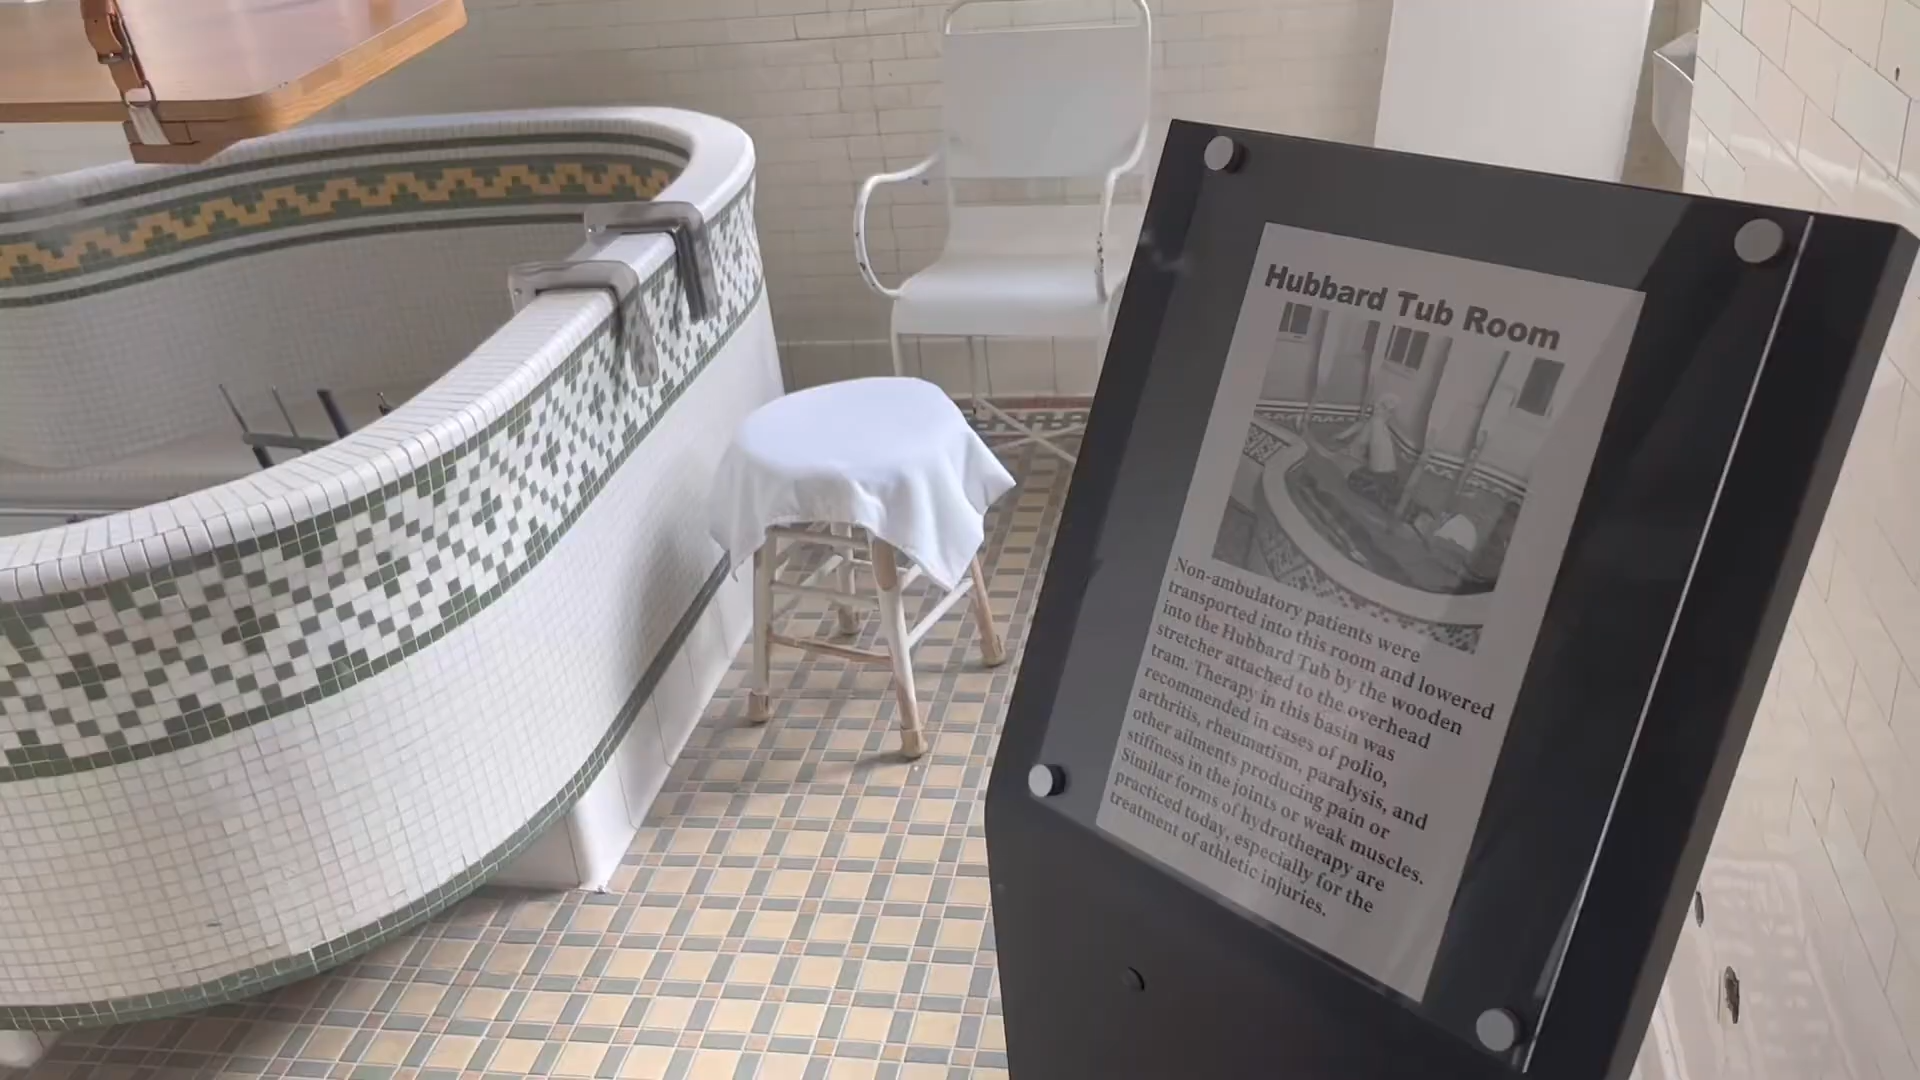 Hubbard Tub Room
Non-ambulatory patients were
transported into this room and lowered
into the Hubbard Tub by the wooden
stretcher attached to the overhead
tram. Therapy in this basin was
recommended in cases of polio,
arthritis, rheumatism, paralysis, and
other ailments producing pain or
stiffness in the joints or weak muscles.
Similar forms of hydrotherapy are
practiced today, especially for the
treatment of athletic injuries.